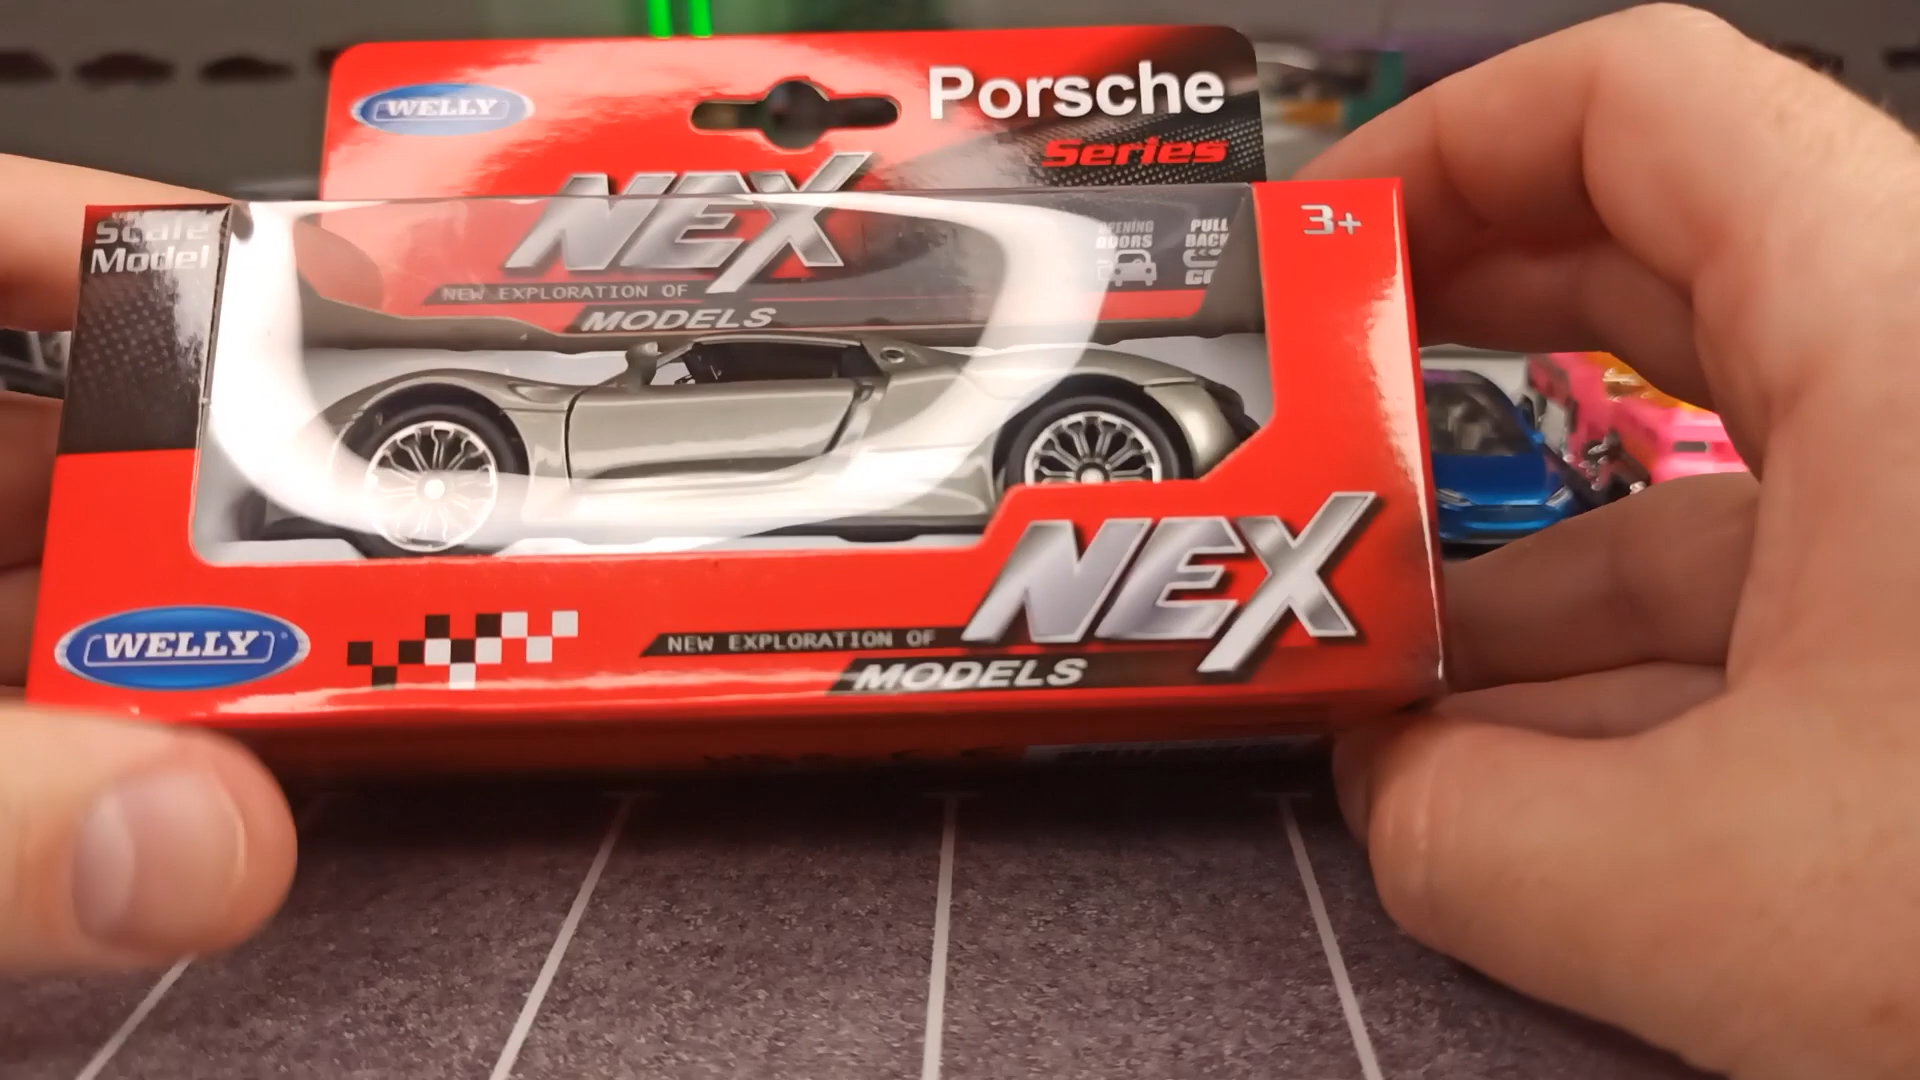 WELLY
Porsche
Series
NEX
NEW EXPLORATION OF
MODELS
Scale
Model
OPENING
DOORS
PULL
BACK
3+
WELLY
NEX
NEW EXPLORATION OF
MODELS